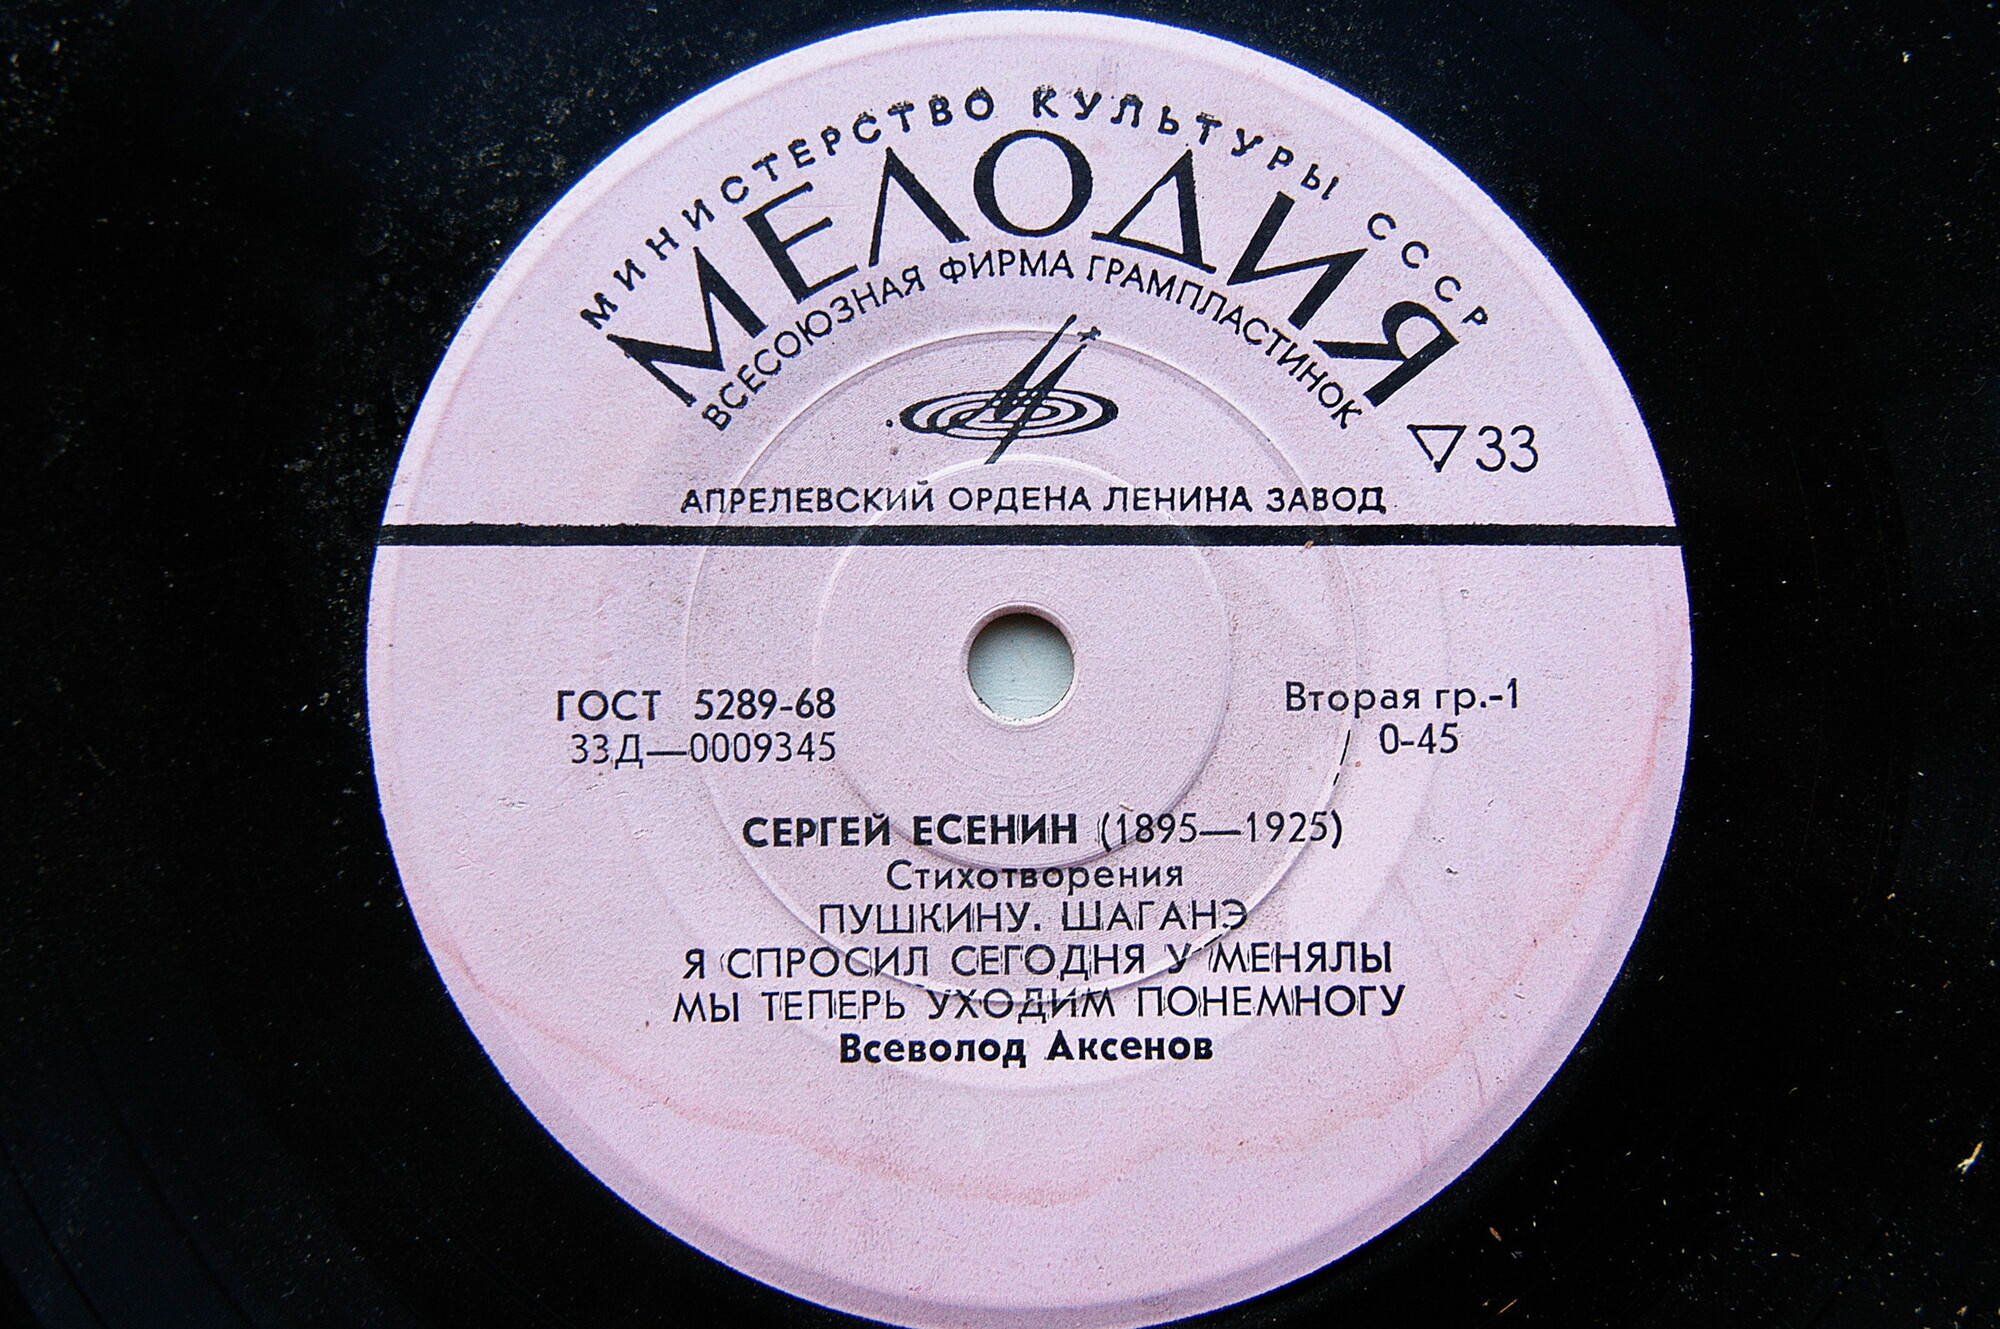 МИНИСТЕРСТВО КУЛЬТУРЫ СССР
МЕЛОДИЯ
ВСЕСОЮЗНАЯ ФИРМА ГРАМПЛАСТИНОК
▽33
АПРЕЛЕВСКИЙ ОРДЕНА ЛЕНИНА ЗАВОД
ГОСТ 5289-68
33Д—0009345
Вторая гр.-1
0-45
СЕРГЕЙ ЕСЕНИН (1895—1925)
Стихотворения
ПУШКИНУ. ШАГАНЭ
Я СПРОСИЛ СЕГОДНЯ У МЕНЯЛЫ
МЫ ТЕПЕРЬ УХОДИМ ПОНЕМНОГУ
Всеволод Аксенов